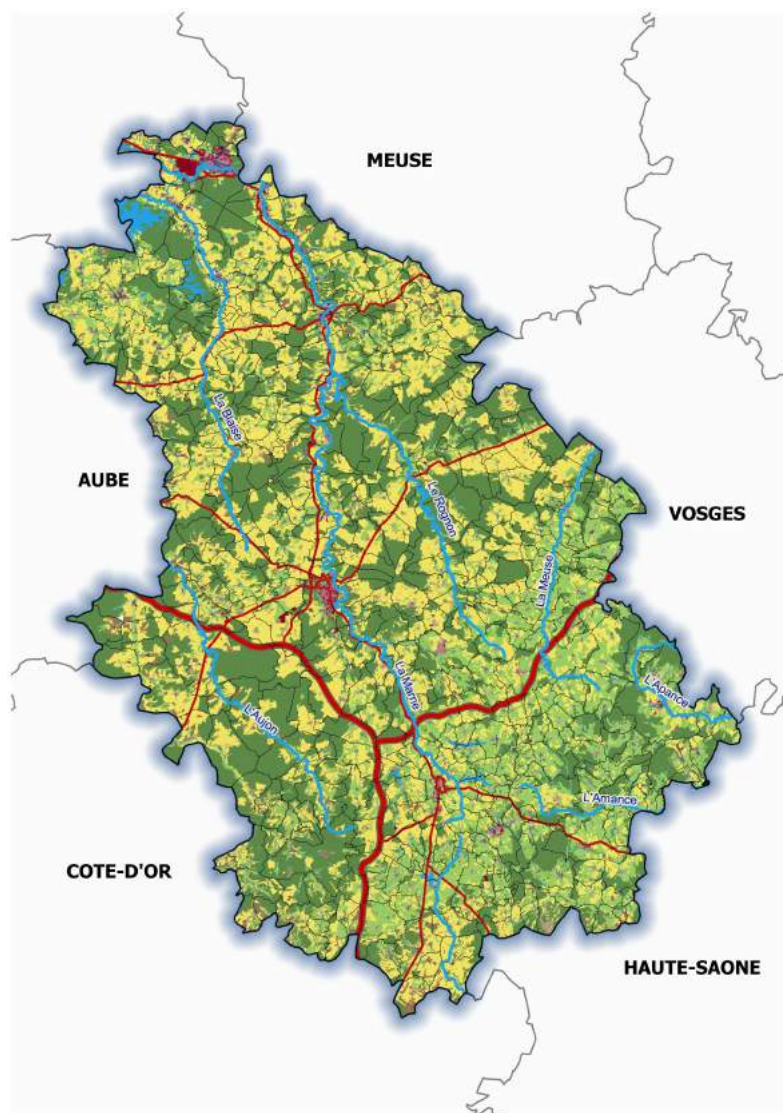 MEUSE
La Blaise
AUBE
Le Rognon
VOSGES
La Meuse
La Marne
L'Apance
L'Aujon
L'Amance
COTE-D'OR
HAUTE-SAONE